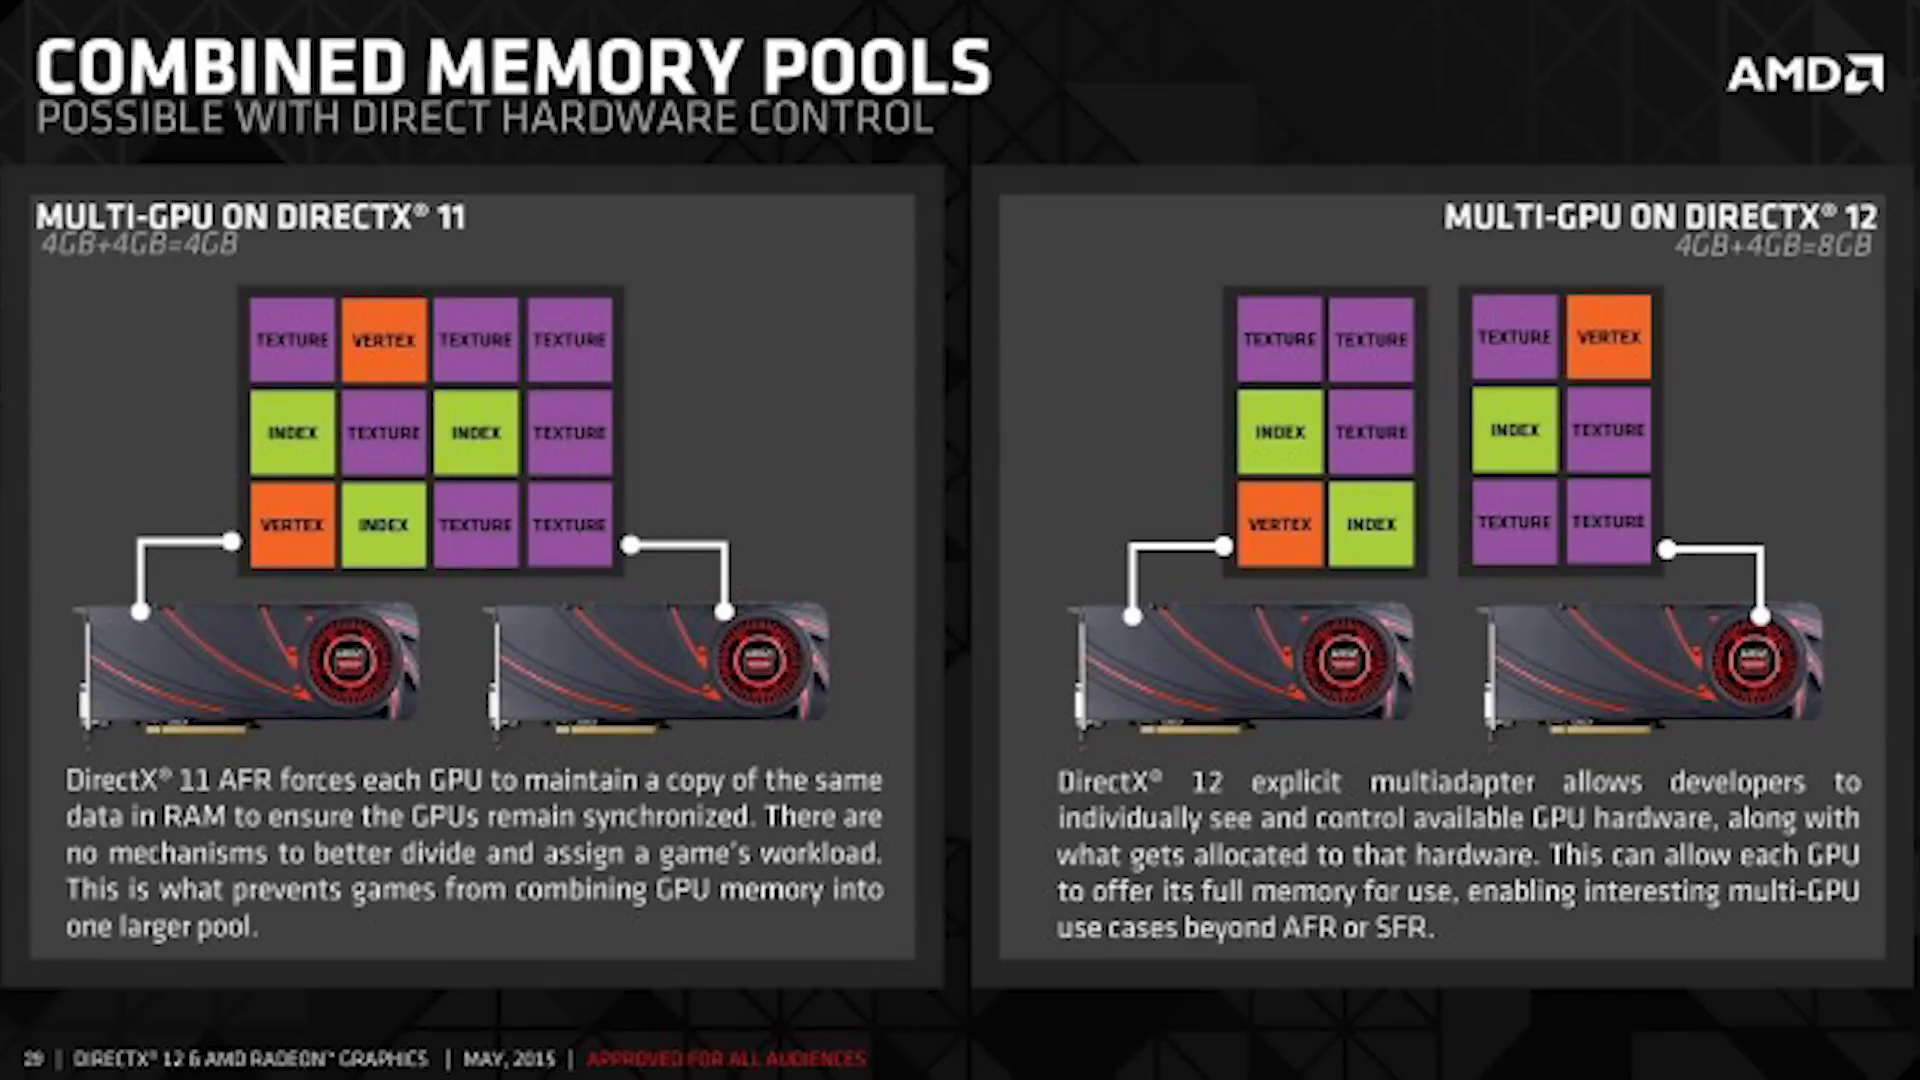 COMBINED MEMORY POOLS
POSSIBLE WITH DIRECT HARDWARE CONTROL
AMD
MULTI-GPU ON DIRECTX® 11
4GB+4GB=4GB
TEXTURE VERTEX TEXTURE TEXTURE
INDEX TEXTURE INDEX TEXTURE
VERTEX INDEX TEXTURE TEXTURE
DirectX® 11 AFR forces each GPU to maintain a copy of the same
data in RAM to ensure the GPUs remain synchronized. There are
no mechanisms to better divide and assign a game's workload.
This is what prevents games from combining GPU memory into
one larger pool.
MULTI-GPU ON DIRECTX® 12
4GB+4GB=8GB
TEXTURE TEXTURE TEXTURE VERTEX
INDEX TEXTURE INDEX TEXTURE
VERTEX INDEX TEXTURE TEXTURE
DirectX® 12 explicit multiadapter allows developers to
individually see and control available GPU hardware, along with
what gets allocated to that hardware. This can allow each GPU
to offer its full memory for use, enabling interesting multi-GPU
use cases beyond AFR or SFR.
29 | DIRECTX® 12 & AMD RADEON™ GRAPHICS | MAY, 2015 | APPROVED FOR ALL AUDIENCES